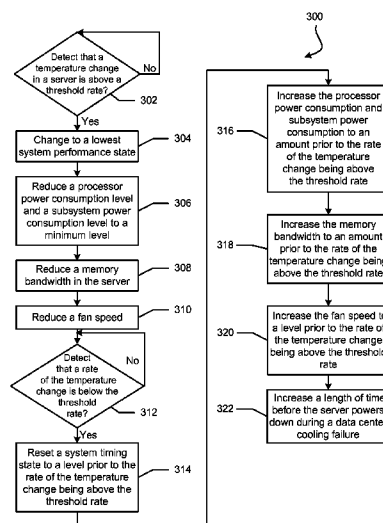 300
Detect that a
temperature change
in a server is above a
threshold rate?
No
302
Yes
Change to a lowest
system performance state
304
Reduce a processor
power consumption level
and a subsystem power
consumption level to a
minimum level
306
Reduce a memory
bandwidth in the server
308
Reduce a fan speed
310
Detect
that a rate
of the temperature
change is below the
threshold
rate?
No
312
Yes
Reset a system timing
state to a level prior to the
rate of the temperature
change being above the
threshold rate
314
316
Increase the processor
power consumption and
subsystem power
consumption to an
amount prior to the rate
of the temperature
change being above
the threshold rate
318
Increase the memory
bandwidth to an amount
prior to the rate of the
temperature change being
above the threshold rate
320
Increase the fan speed to
a level prior to the rate of
the temperature change
being above the threshold
rate
322
Increase a length of time
before the server powers
down during a data center
cooling failure